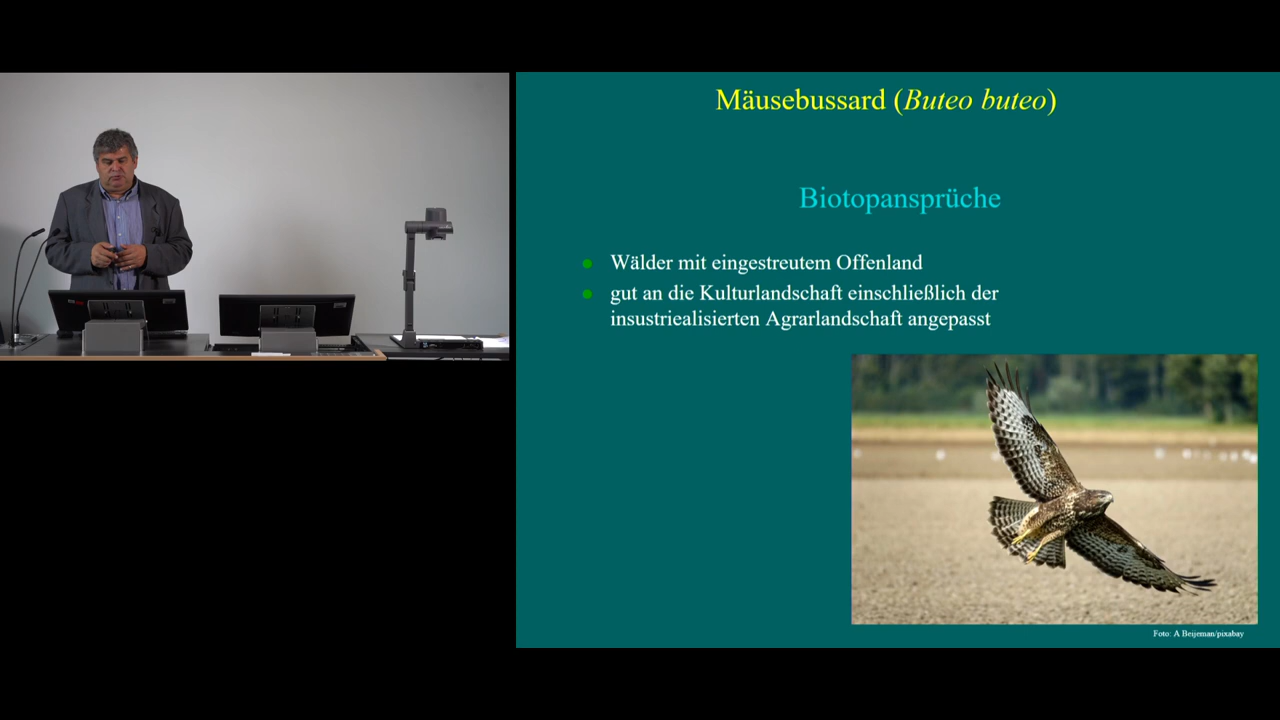 Mäusebussard (Buteo buteo)
Biotopansprüche
Wälder mit eingestreutem Offenland
gut an die Kulturlandschaft einschließlich der
insustriealisierten Agrarlandschaft angepasst
Foto: A Beijeman/pixabay